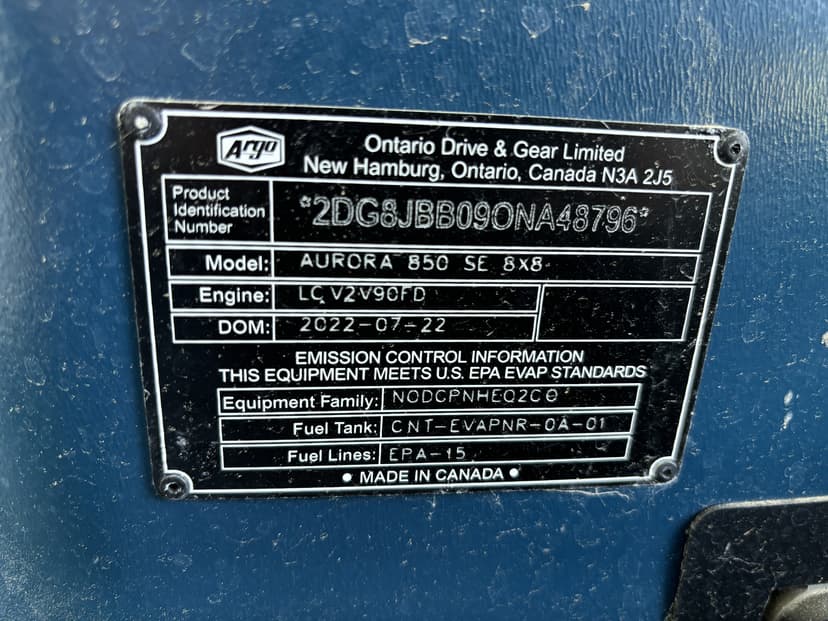 Argo
Ontario Drive & Gear Limited
New Hamburg, Ontario, Canada N3A 2J5
Product Identification Number *2DG8JBB090NA48796*
Model: AURORA 850 SE 8X8
Engine: LC V2V90FD
DOM: 2022-07-22
EMISSION CONTROL INFORMATION
THIS EQUIPMENT MEETS U.S. EPA EVAP STANDARDS
Equipment Family: N0DCPNHEQ2C0
Fuel Tank: CNT-EVAPNR-0A-01
Fuel Lines: EPA-15
• MADE IN CANADA •